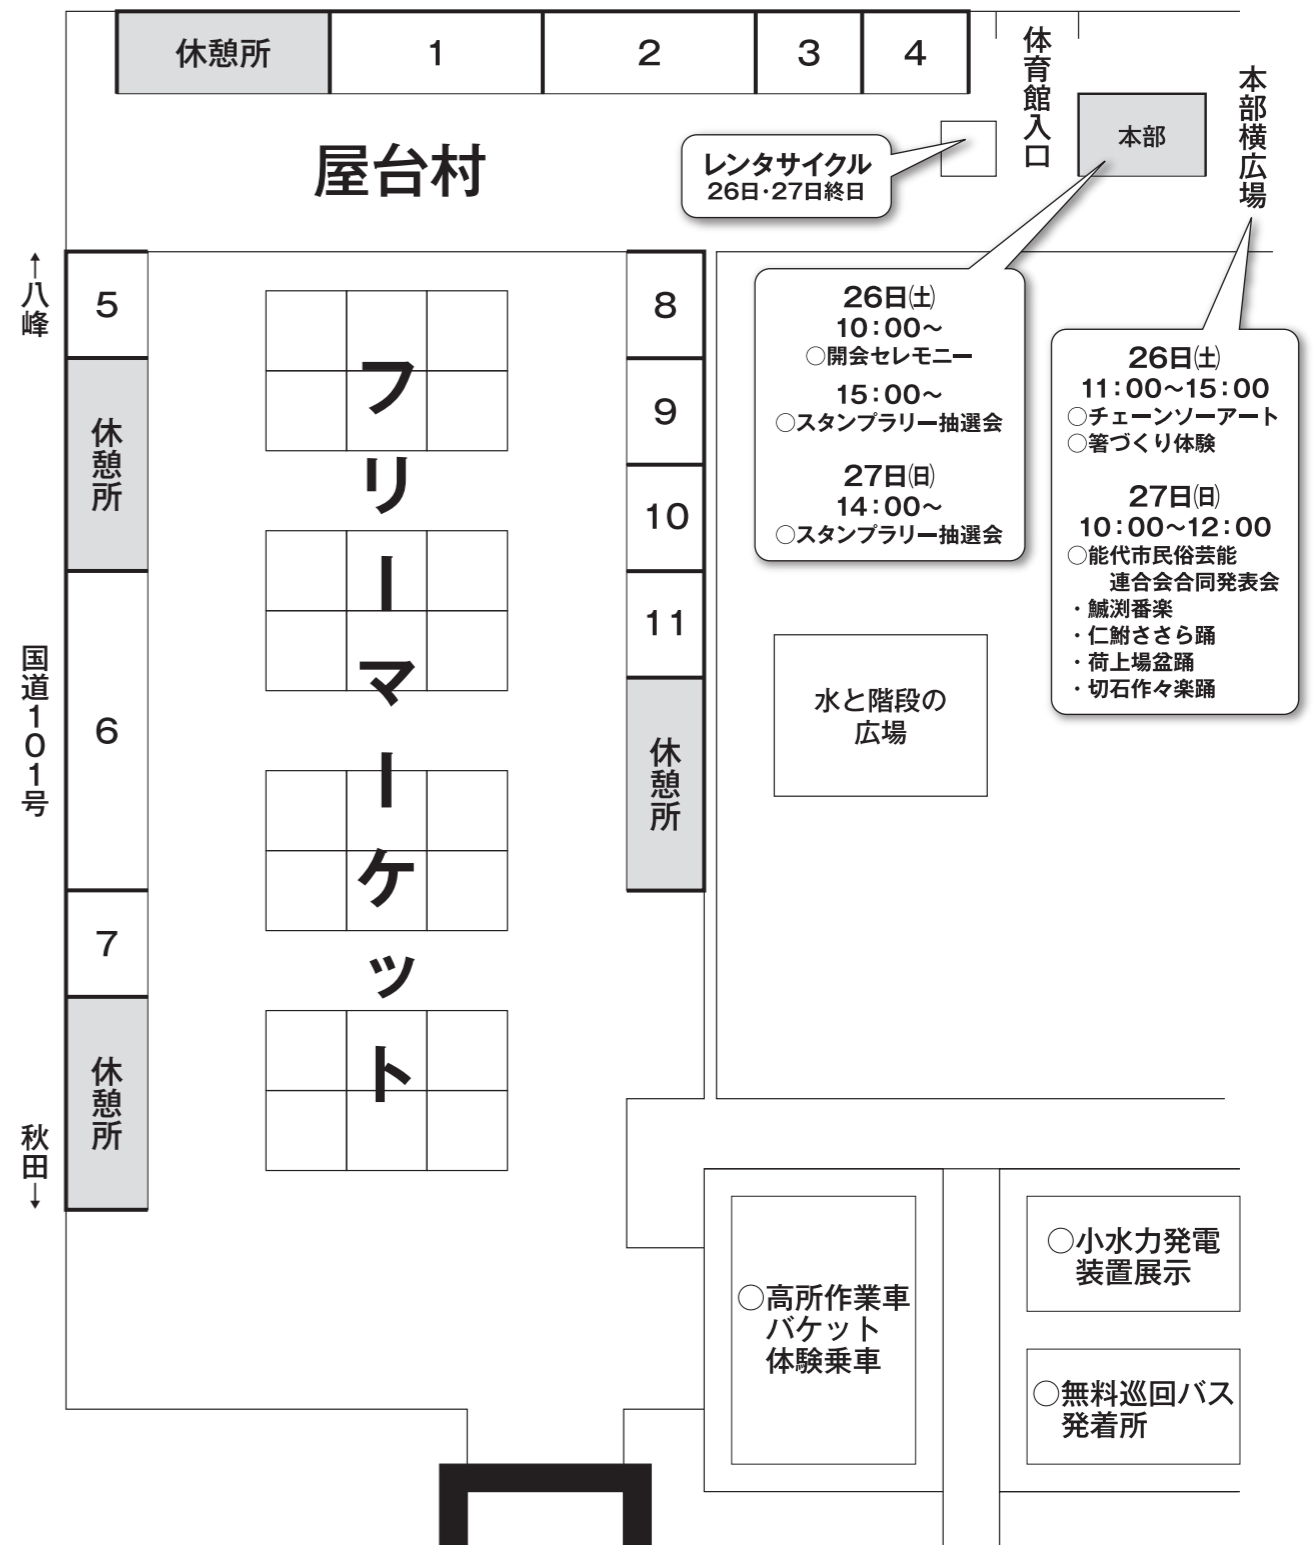 休憩所
1
2
3
4
体育館入口
本部
本部横広場
屋台村
レンタサイクル
26日・27日終日
↑八峰
国道101号
秋田↓
5
休憩所
6
7
休憩所
フリーマーケット
8
9
10
11
休憩所
26日㈯
10：00〜
○開会セレモニー
15：00〜
○スタンプラリー抽選会
27日㈰
14：00〜
○スタンプラリー抽選会
26日㈯
11：00〜15：00
○チェーンソーアート
○箸づくり体験
27日㈰
10：00〜12：00
○能代市民俗芸能
連合会合同発表会
・鰄渕番楽
・仁鮒ささら踊
・荷上場盆踊
・切石作々楽踊
水と階段の
広場
○高所作業車
バケット
体験乗車
○小水力発電
装置展示
○無料巡回バス
発着所